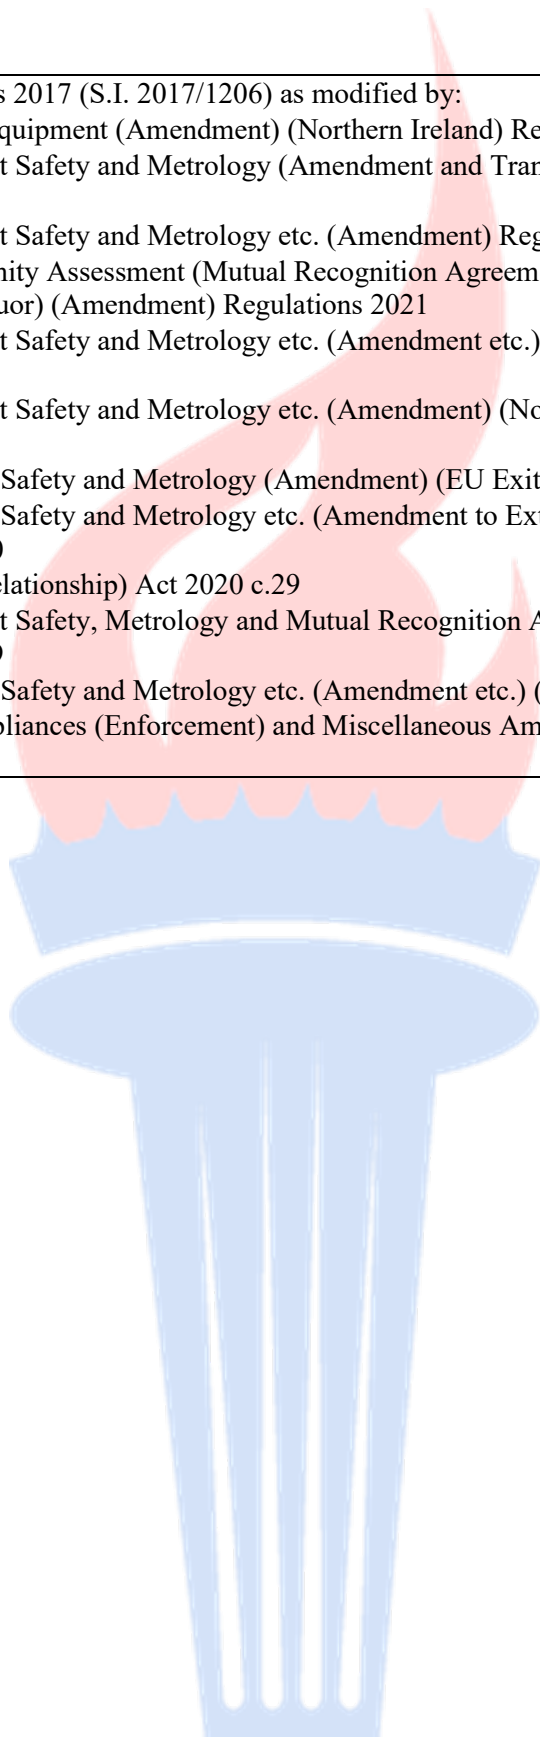 s 2017 (S.I. 2017/1206) as modified by:
quipment (Amendment) (Northern Ireland) Re
t Safety and Metrology (Amendment and Tran
t Safety and Metrology etc. (Amendment) Reg
nity Assessment (Mutual Recognition Agreem
uor) (Amendment) Regulations 2021
t Safety and Metrology etc. (Amendment etc.)
t Safety and Metrology etc. (Amendment) (No
Safety and Metrology (Amendment) (EU Exit
Safety and Metrology etc. (Amendment to Ext
)
elationship) Act 2020 c.29
t Safety, Metrology and Mutual Recognition A
9
Safety and Metrology etc. (Amendment etc.) (
pliances (Enforcement) and Miscellaneous Am